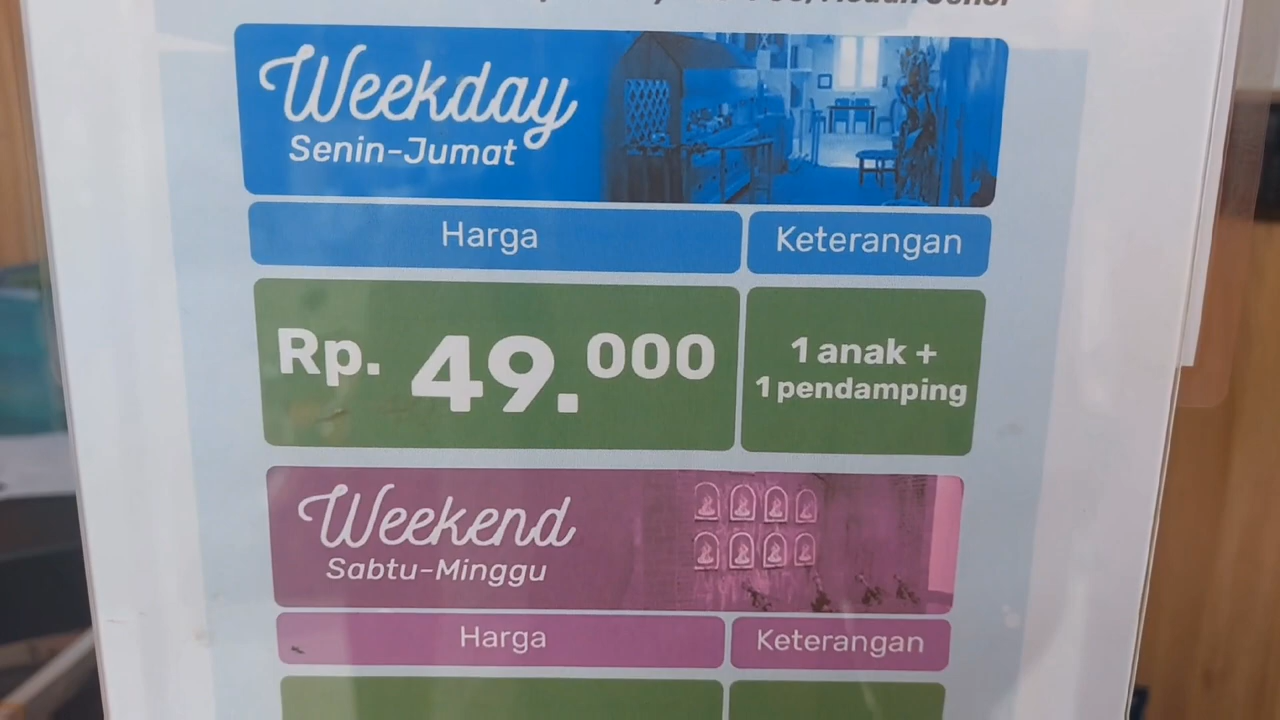 Weekday
Senin-Jumat
Harga
Keterangan
Rp. 49.000
1 anak +
1 pendamping
Weekend
Sabtu-Minggu
Harga
Keterangan